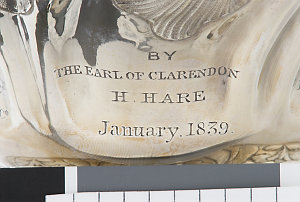 BY
THE EARL OF CLARENDON
H. HARE
January. 1839.